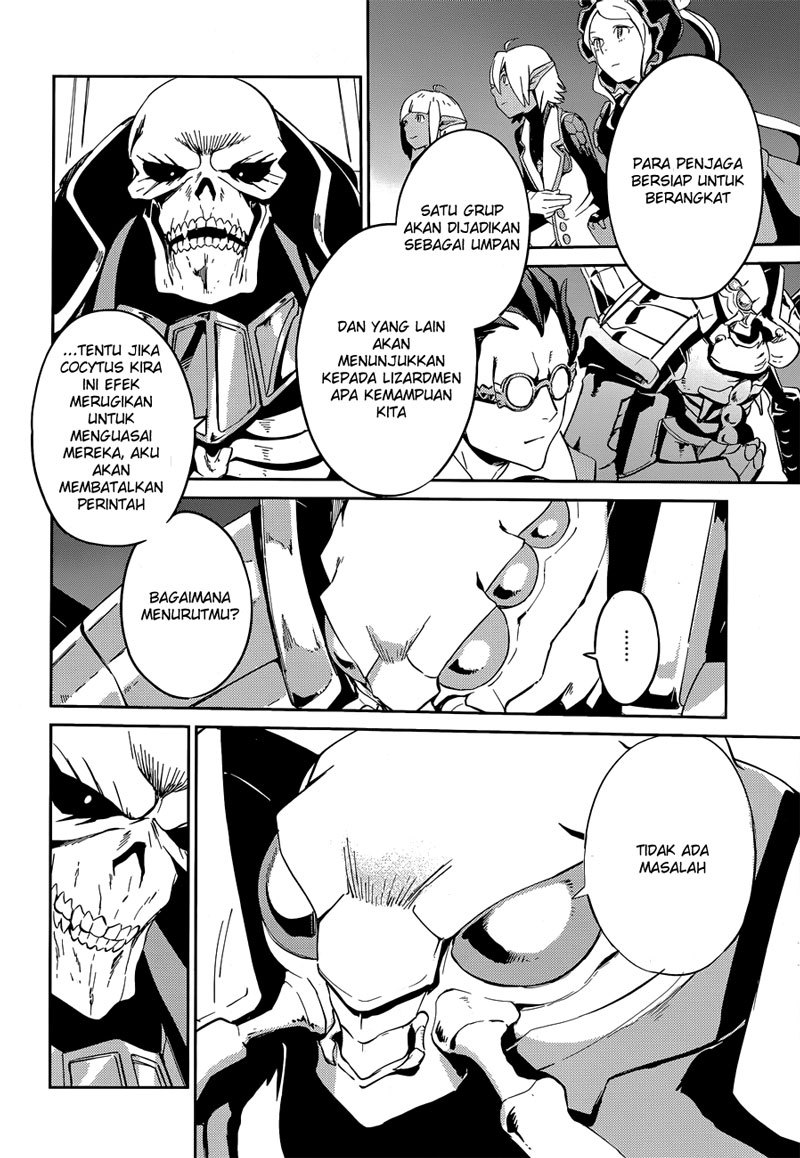 PARA PENJAGA
BERSIAP UNTUK
BERANGKAT
SATU GRUP
AKAN DIJADIKAN
SEBAGAI UMPAN
DAN YANG LAIN
AKAN
MENUNJUKKAN
KEPADA LIZARDMEN
APA KEMAMPUAN
KITA
...TENTU JIKA
COCYTUS KIRA
INI EFEK
MERUGIKAN
UNTUK
MENGUASAI
MEREKA, AKU
AKAN
MEMBATALKAN
PERINTAH
BAGAIMANA
MENURUTMU?
......
TIDAK ADA
MASALAH